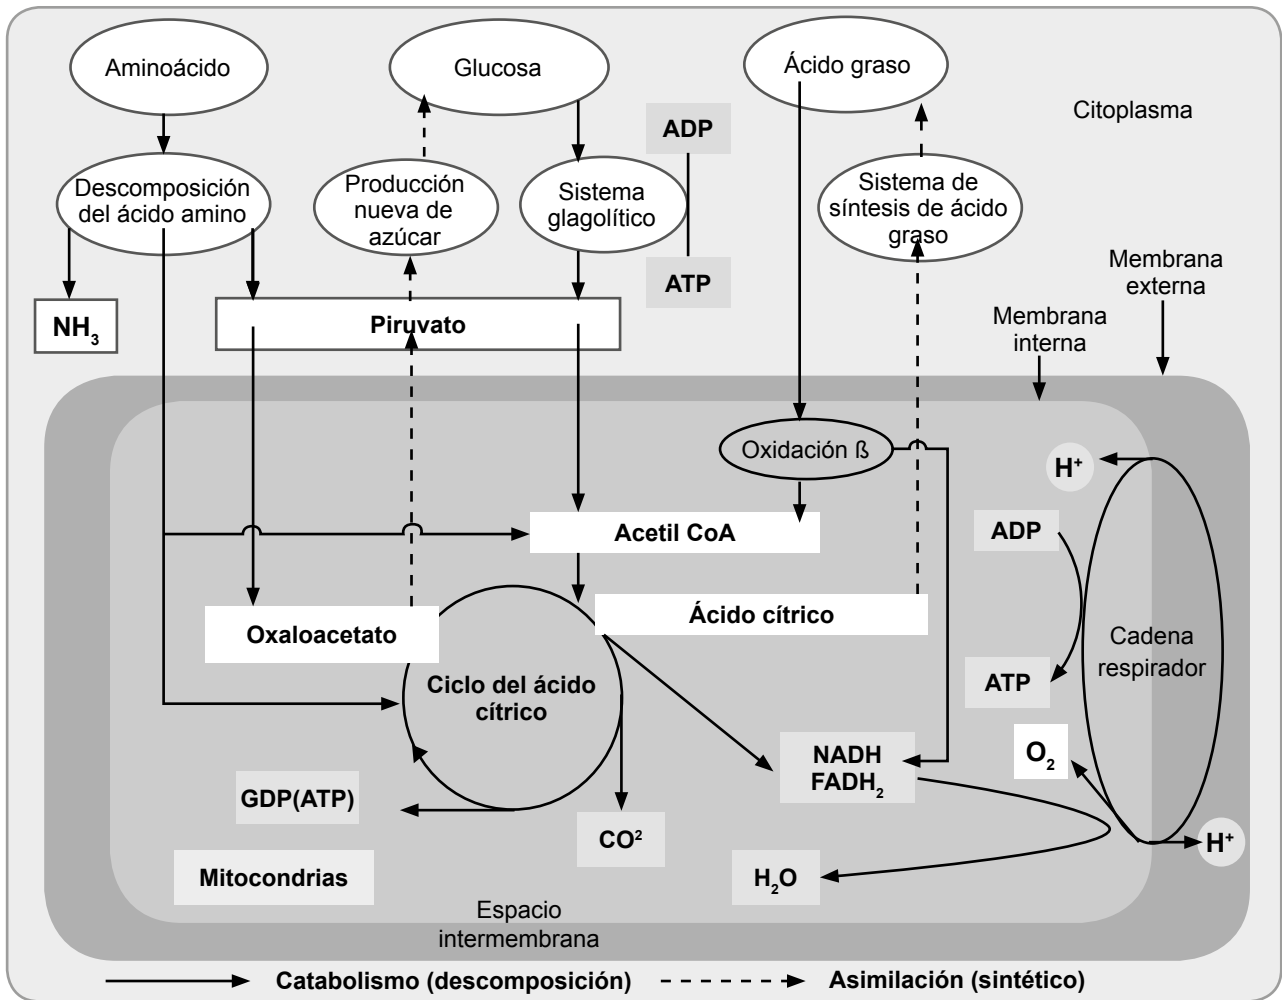 Aminoácido
Glucosa
Ácido graso
Citoplasma
ADP
Descomposición
del ácido amino
Producción
nueva de
azúcar
Sistema
glagolítico
Sistema de
síntesis de ácido
graso
ATP
Membrana
externa
Membrana
interna
NH₃
Piruvato
Oxidación ß
H⁺
Acetil CoA
ADP
Oxaloacetato
Ácido cítrico
Cadena
respirador
Ciclo del ácido
cítrico
ATP
NADH
FADH₂
O₂
GDP(ATP)
CO²
H⁺
Mitocondrias
H₂O
Espacio
intermembrana
Catabolismo (descomposición)
Asimilación (sintético)